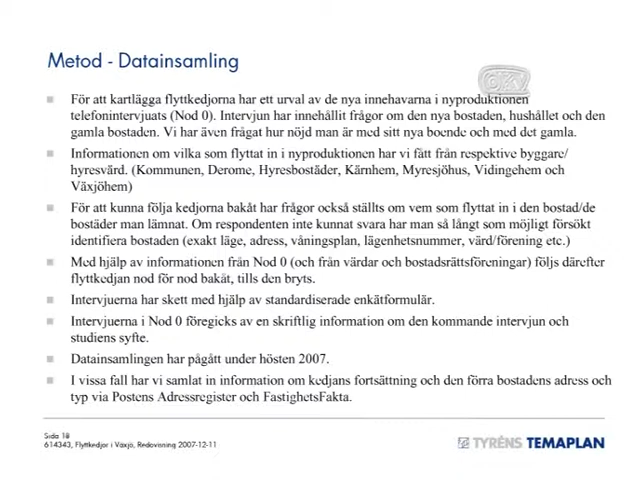 Metod - Datainsamling
OKV
För att kartlägga flyttkedjorna har ett urval av de nya innehavarna i nyproduktionen
telefonintervjuats (Nod 0). Intervjun har innehållit frågor om den nya bostaden, hushållet och den
gamla bostaden. Vi har även frågat hur nöjd man är med sitt nya boende och med det gamla.
Informationen om vilka som flyttat in i nyproduktionen har vi fått från respektive byggare/
hyresvärd. (Kommunen, Derome, Hyresbostäder, Kärnhem, Myresjöhus, Vidingehem och
Växjöhem)
För att kunna följa kedjorna bakåt har frågor också ställts om vem som flyttat in i den bostad/de
bostäder man lämnat. Om respondenten inte kunnat svara har man så långt som möjligt försökt
identifiera bostaden (exakt läge, adress, våningsplan, lägenhetsnummer, värd/förening etc.)
Med hjälp av informationen från Nod 0 (och från värdar och bostadsrättsföreningar) följs därefter
flyttkedjan nod för nod bakåt, tills den bryts.
Intervjuerna har skett med hjälp av standardiserade enkätformulär.
Intervjuerna i Nod 0 föregicks av en skriftlig information om den kommande intervjun och
studiens syfte.
Datainsamlingen har pågått under hösten 2007.
I vissa fall har vi samlat in information om kedjans fortsättning och den förra bostadens adress och
typ via Postens Adressregister och FastighetsFakta.
Sida 18
614343, Flyttkedjor i Växjö, Redovisning 2007-12-11
TYRÉNS TEMAPLAN